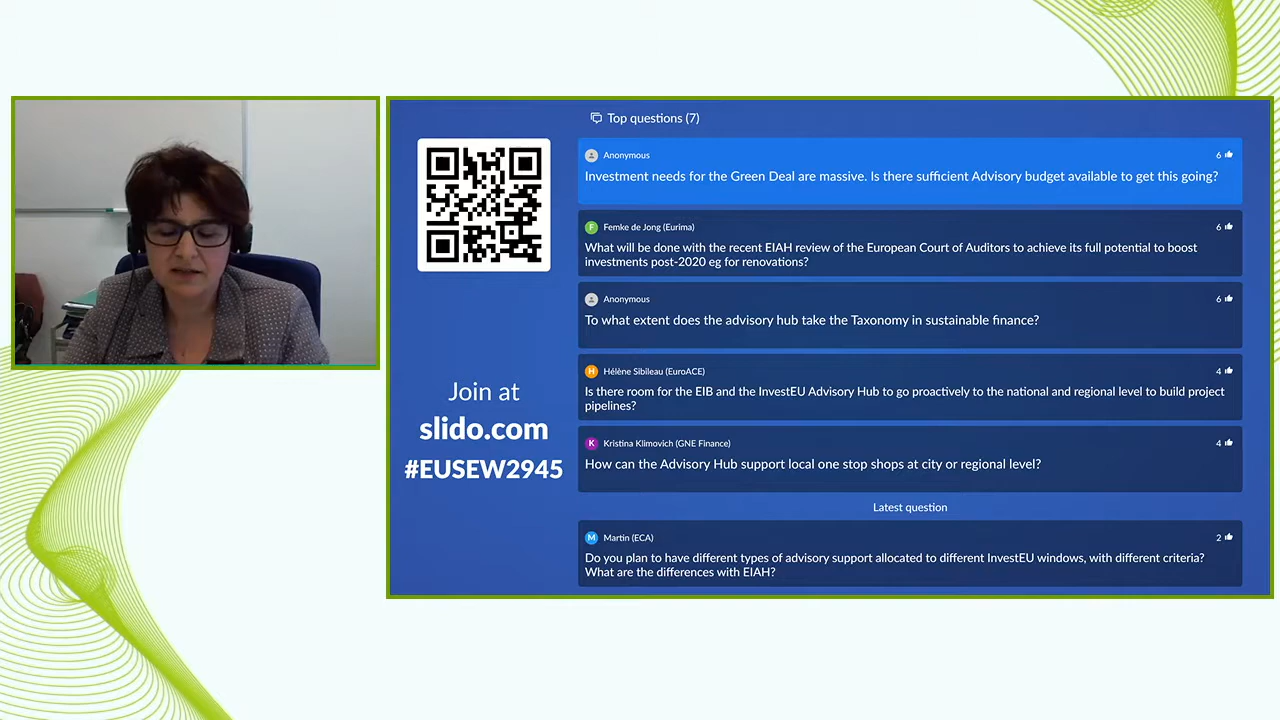 Top questions (7)
Anonymous
6
Investment needs for the Green Deal are massive. Is there sufficient Advisory budget available to get this going?
F
Femke de Jong (Eurima)
6
What will be done with the recent EIAH review of the European Court of Auditors to achieve its full potential to boost
investments post-2020 eg for renovations?
Anonymous
6
To what extent does the advisory hub take the Taxonomy in sustainable finance?
H
Hélène Sibileau (EuroACE)
4
Is there room for the EIB and the InvestEU Advisory Hub to go proactively to the national and regional level to build project
pipelines?
K
Kristina Klimovich (GNE Finance)
4
How can the Advisory Hub support local one stop shops at city or regional level?
Latest question
M
Martin (ECA)
2
Do you plan to have different types of advisory support allocated to different InvestEU windows, with different criteria?
What are the differences with EIAH?
Join at
slido.com
#EUSEW2945